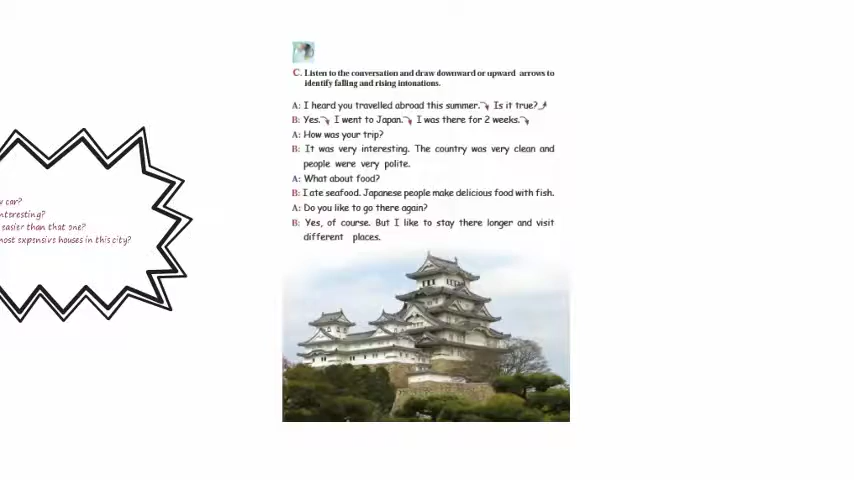 C. Listen to the conversation and draw downward or upward arrows to
identify falling and rising intonations.
A: I heard you travelled abroad this summer. Is it true?
B: Yes. I went to Japan. I was there for 2 weeks.
A: How was your trip?
B: It was very interesting. The country was very clean and
people were very polite.
A: What about food?
B: I ate seafood. Japanese people make delicious food with fish.
A: Do you like to go there again?
B: Yes, of course. But I like to stay there longer and visit
different places.
car?
interesting?
easier than that one?
most expensive houses in this city?